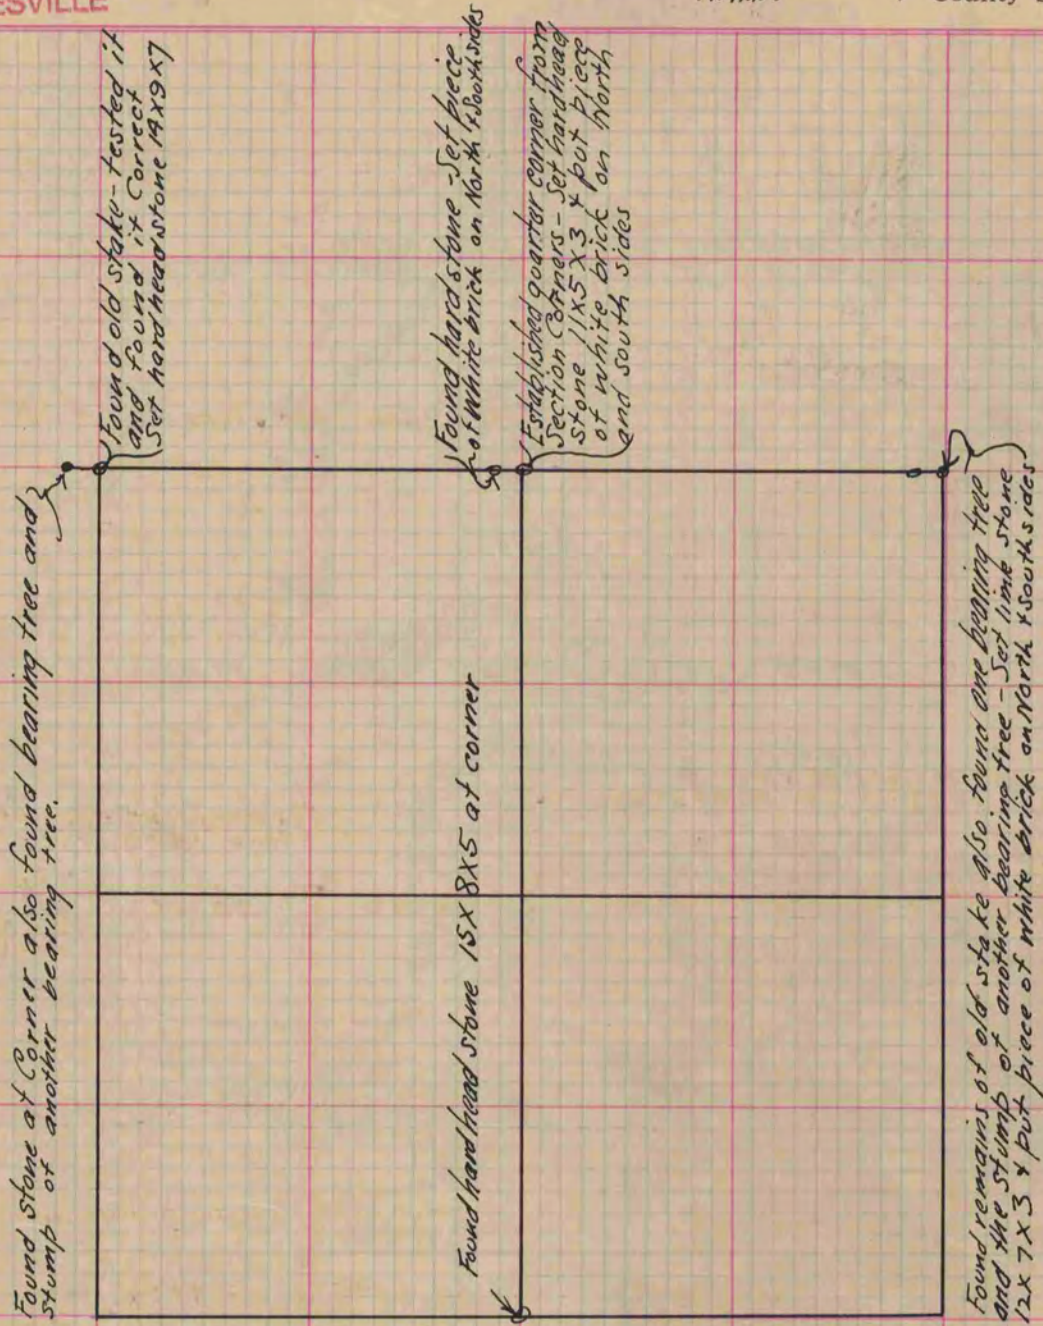 ESVILLE
County
Found stone at Corner also found bearing tree and
stump of another bearing tree.
Found old stake - tested it
and found it Correct
Set hardheadstone 14X9X7
Found hard stone - Set piece
of White brick on North & South sides
Established quarter corner from
Section Corners - Set hardhead
stone 11X5X3 & put piece
of white brick on North
and south sides
Found hard head stone 15X8X5 at corner
Found remains of old stake also found one bearing tree
and the stump of another bearing tree - Set lime stone
12X7X3 & put piece of white brick on North & South sides